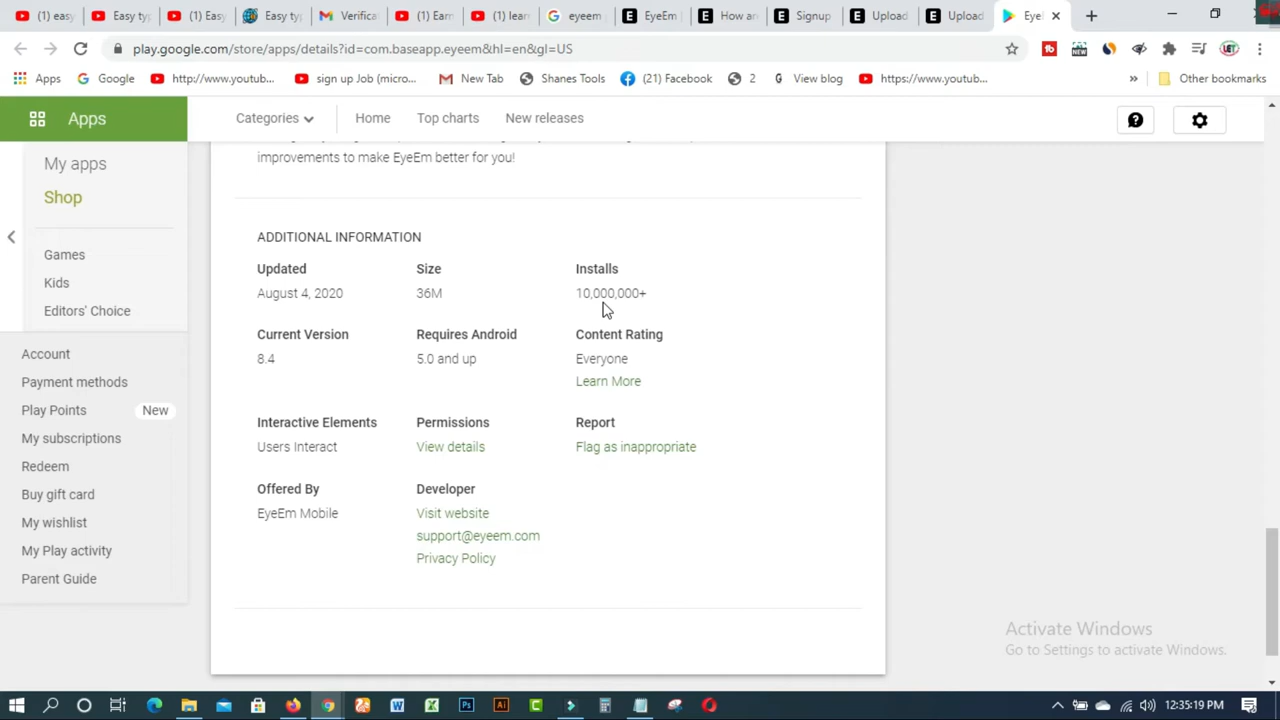 (1) easy
Easy typ
(1) Easy
Easy typ
Verifica
(1) Earn
(1) learn
eyeem
EyeEm
How are
Signup
Upload
Upload
Eye
play.google.com/store/apps/details?id=com.baseapp.eyeem&hl=en&gl=US
Apps
Google
http://www.youtub...
sign up Job (micro...
New Tab
Shanes Tools
(21) Facebook
2
View blog
https://www.youtub...
»
Other bookmarks
Apps
Categories
Home
Top charts
New releases
My apps
Shop
Games
Kids
Editors' Choice
Account
Payment methods
Play Points New
My subscriptions
Redeem
Buy gift card
My wishlist
My Play activity
Parent Guide
improvements to make EyeEm better for you!
ADDITIONAL INFORMATION
Updated
August 4, 2020
Size
36M
Installs
10,000,000+
Current Version
8.4
Requires Android
5.0 and up
Content Rating
Everyone
Learn More
Interactive Elements
Users Interact
Permissions
View details
Report
Flag as inappropriate
Offered By
EyeEm Mobile
Developer
Visit website
support@eyeem.com
Privacy Policy
Activate Windows
Go to Settings to activate Windows.
12:35:19 PM